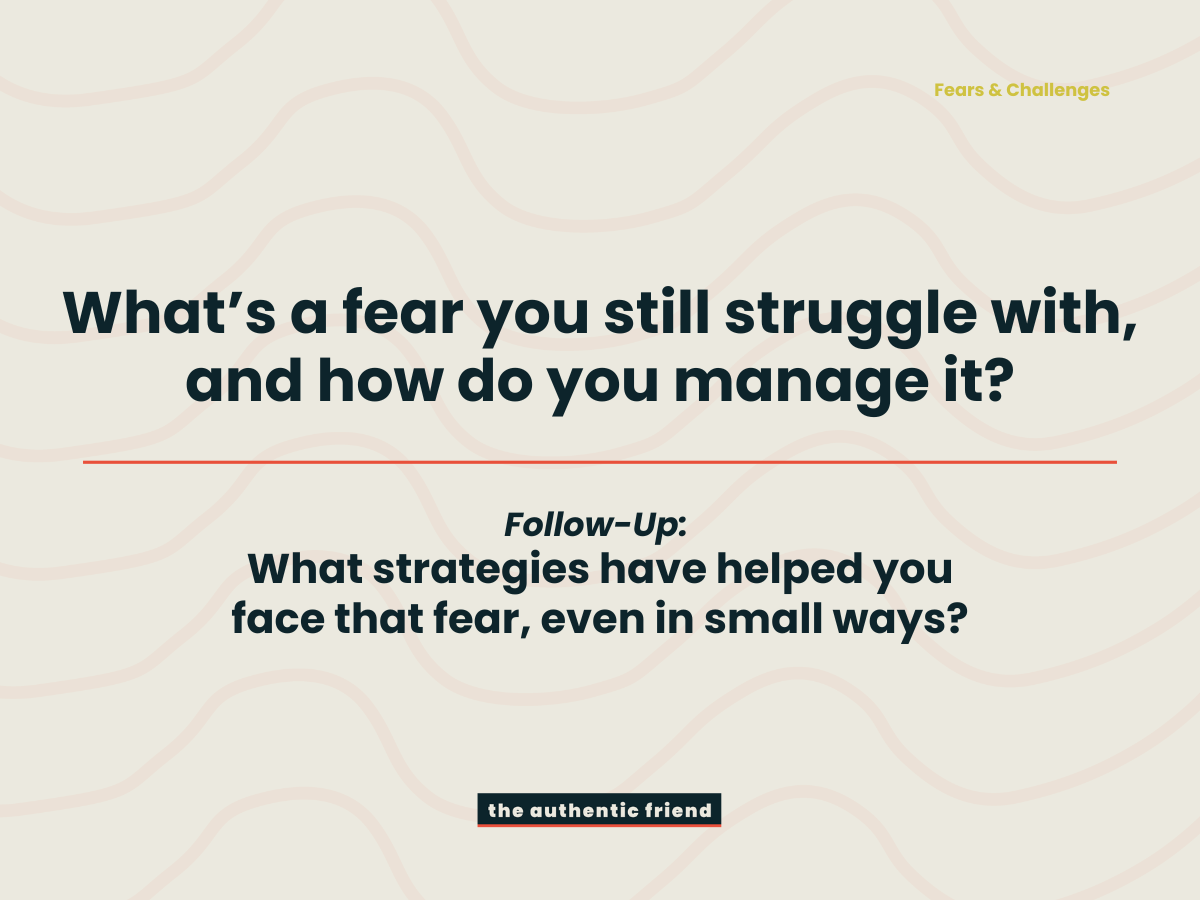 Fears & Challenges
What’s a fear you still struggle with,
and how do you manage it?
Follow-Up:
What strategies have helped you
face that fear, even in small ways?
the authentic friend